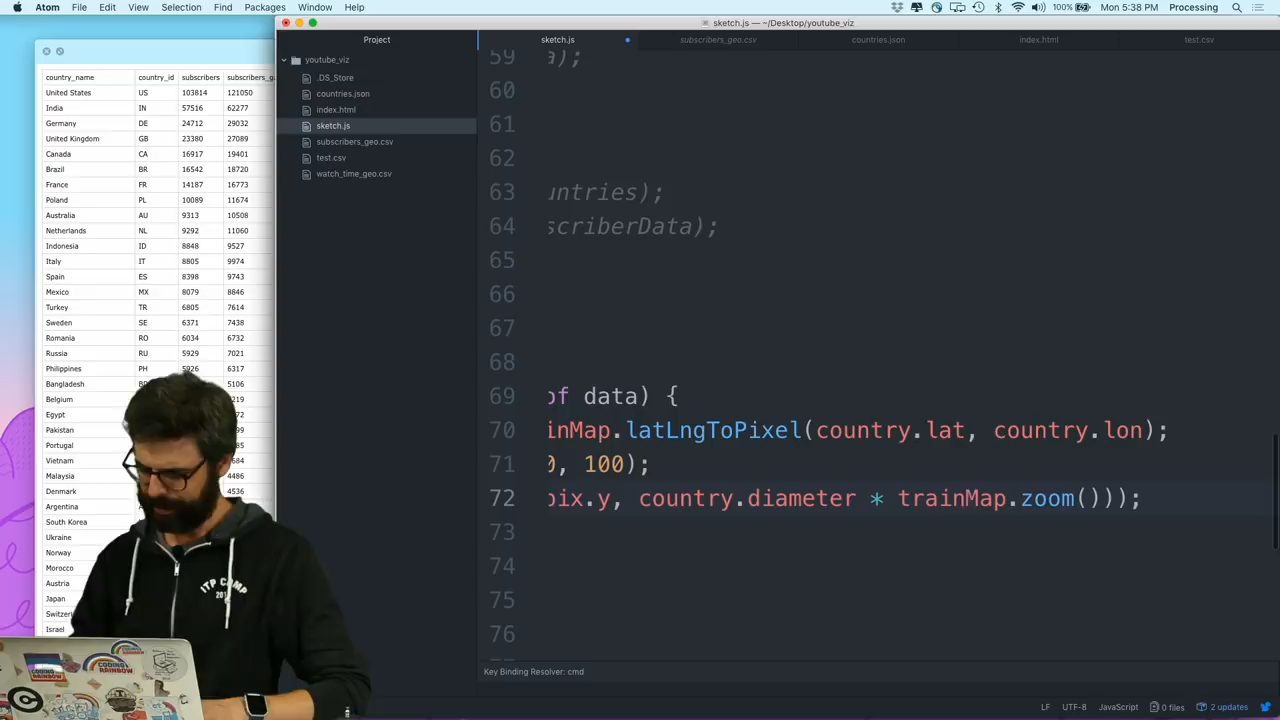 Atom File Edit View Selection Find Packages Window Help
100% Mon 5:38 PM Processing
sketch.js — ~/Desktop/youtube_viz
Project
sketch.js
subscribers_geo.csv
countries.json
index.html
test.csv
youtube_viz
.DS_Store
countries.json
index.html
sketch.js
subscribers_geo.csv
test.csv
watch_time_geo.csv
country_name country_id subscribers
United States US 103814 121050
India IN 57516 62277
Germany DE 24712 29032
United Kingdom GB 23380 27089
Canada CA 16917 19401
Brazil BR 16542 18720
France FR 14187 16773
Poland PL 10089 11674
Australia AU 9313 10508
Netherlands NL 9292 11060
Indonesia ID 8848 9527
Italy IT 8805 9974
Spain ES 8398 9743
Mexico MX 8079 8846
Turkey TR 6805 7614
Sweden SE 6371 7438
Romania RO 6034 6732
Russia RU 5929 7021
Philippines PH 5926 6317
Bangladesh 5106
Belgium
Egypt
Pakistan
Portugal
Vietnam
Malaysia 4486
Denmark 4536
Argentina
South Korea
Ukraine
Norway
Morocco
Austria
Japan
Israel
59 a);
60
61
62
63 untries);
64 scriberData);
65
66
67
68
69 of data) {
70 inMap.latLngToPixel(country.lat, country.lon);
71 0, 100);
72 pix.y, country.diameter * trainMap.zoom()));
73
74
75
76
Key Binding Resolver: cmd
LF UTF-8 JavaScript 0 files 2 updates
ITP CAMP
CODING RAINBOW